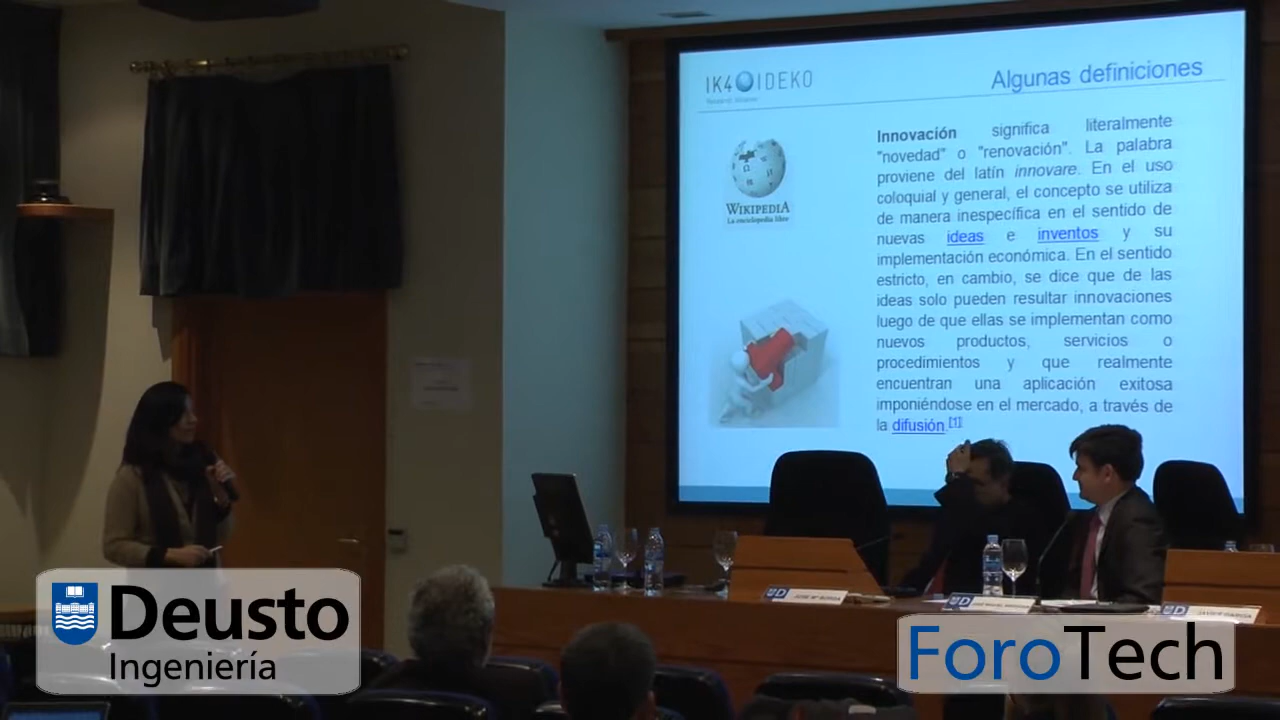 IK4 IDEKO
Research Alliance
Algunas definiciones
WIKIPEDIA
La enciclopedia libre
Innovación significa literalmente
"novedad" o "renovación". La palabra
proviene del latín innovare. En el uso
coloquial y general, el concepto se utiliza
de manera inespecífica en el sentido de
nuevas ideas e inventos y su
implementación económica. En el sentido
estricto, en cambio, se dice que de las
ideas solo pueden resultar innovaciones
luego de que ellas se implementan como
nuevos productos, servicios o
procedimientos y que realmente
encuentran una aplicación exitosa
imponiéndose en el mercado, a través de
la difusión.[1]
Deusto
Ingeniería
ForoTech